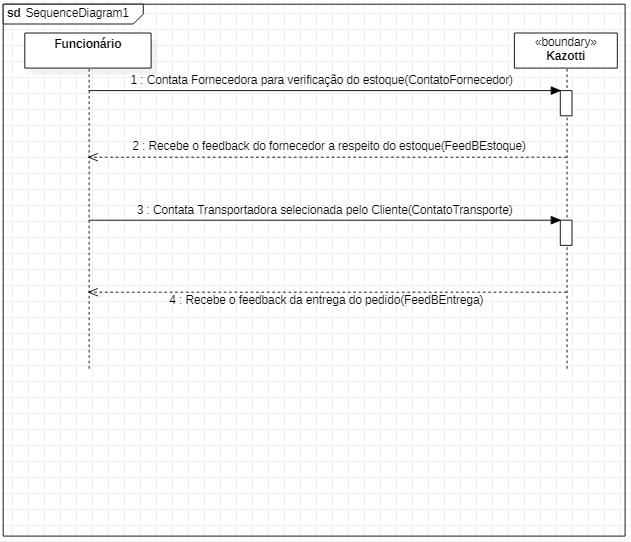 sd SequenceDiagram1
Funcionário
«boundary»
Kazotti
1 : Contata Fornecedora para verificação do estoque(ContatoFornecedor)
2 : Recebe o feedback do fornecedor a respeito do estoque(FeedBEstoque)
3 : Contata Transportadora selecionada pelo Cliente(ContatoTransporte)
4 : Recebe o feedback da entrega do pedido(FeedBEntrega)